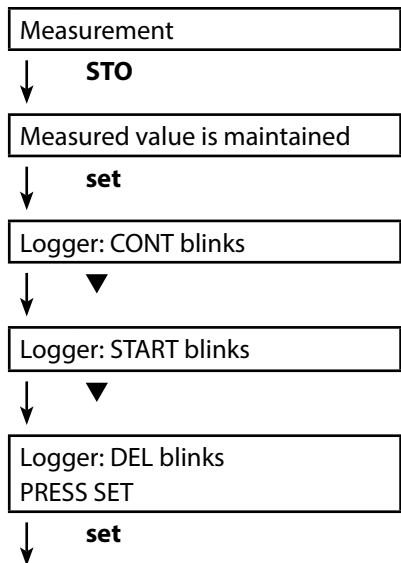 Measurement
STO
Measured value is maintained
set
Logger: CONT blinks
▼
Logger: START blinks
▼
Logger: DEL blinks
PRESS SET
set